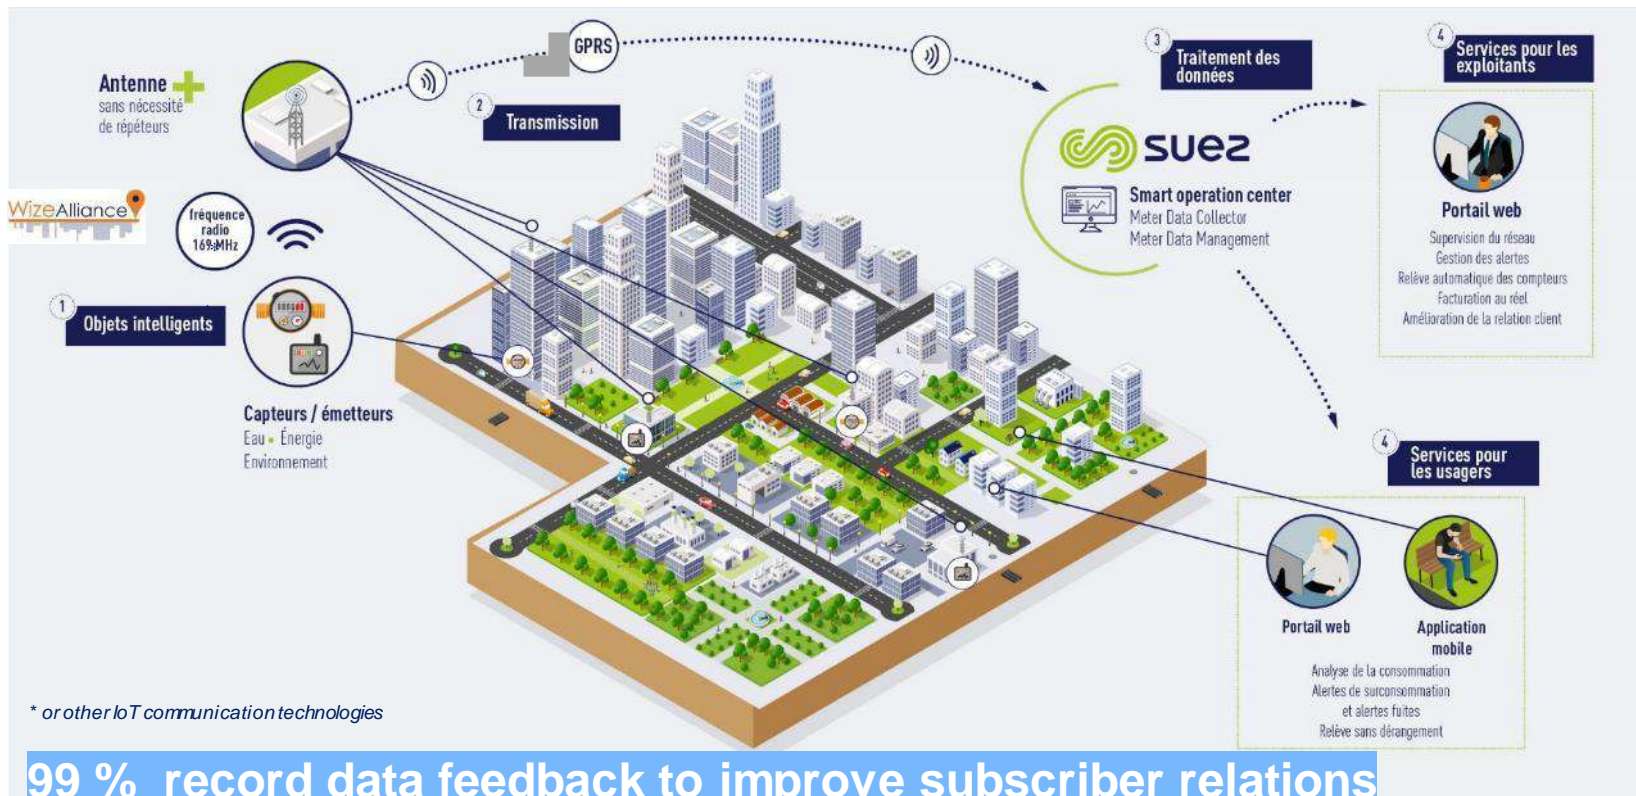 GPRS
Antenne
sans nécessité
de répéteurs
2
Transmission
3
Traitement des
données
4
Services pour les
exploitants
suez
Smart operation center
Meter Data Collector
Meter Data Management
Portail web
Supervision du réseau
Gestion des alertes
Relève automatique des compteurs
Facturation au réel
Amélioration de la relation client
WizeAlliance
fréquence
radio
169 MHz
1
Objets intelligents
Capteurs / émetteurs
Eau • Énergie
Environnement
4
Services pour
les usagers
Portail web
Application
mobile
Analyse de la consommation
Alertes de surconsommation
et alertes fuites
Relève sans dérangement
* or other IoT communication technologies
99 % record data feedback to improve subscriber relations